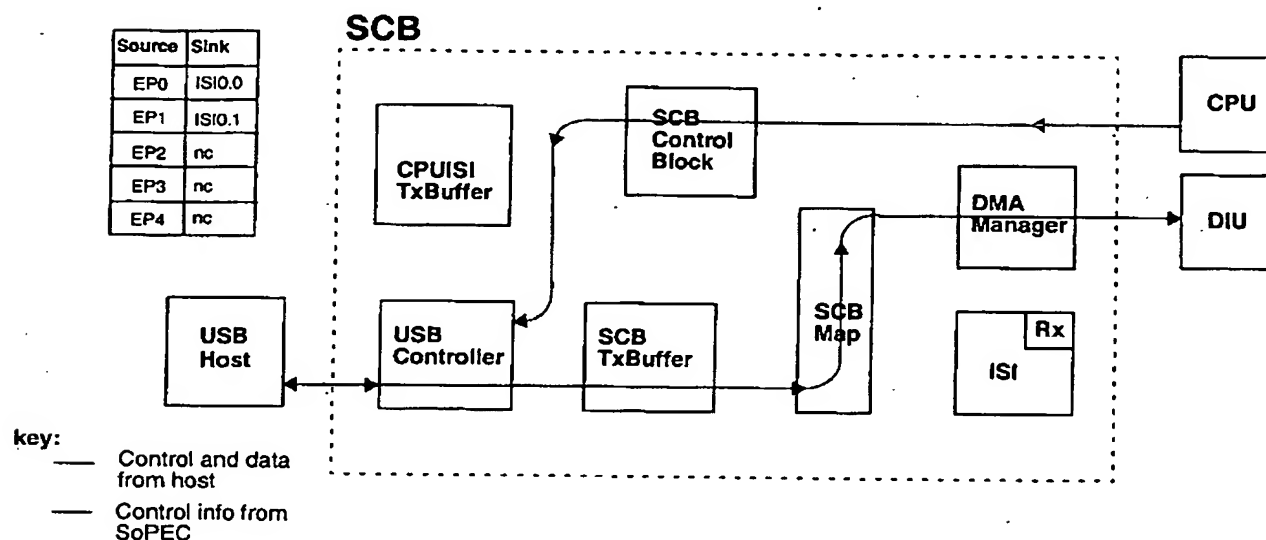 SCB
Source Sink
EP0 ISI0.0
EP1 ISI0.1
EP2 nc
EP3 nc
EP4 nc
CPUISI
TxBuffer
SCB
Control
Block
CPU
DMA
Manager
DIU
USB
Host
USB
Controller
SCB
TxBuffer
SCB
Map
Rx
ISI
key:
Control and data
from host
Control info from
SoPEC